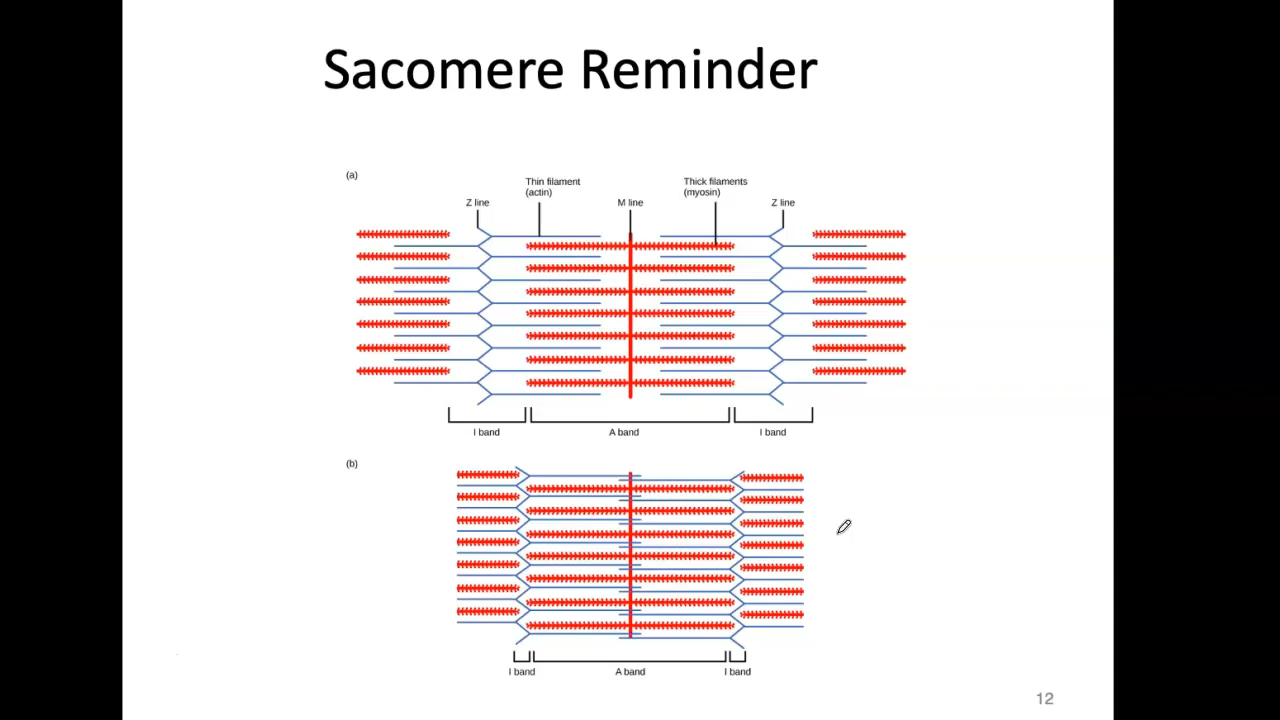 Sacomere Reminder
(a)
Thin filament
(actin)
Thick filaments
(myosin)
Z line
M line
Z line
I band
A band
I band
(b)
I band
A band
I band
12